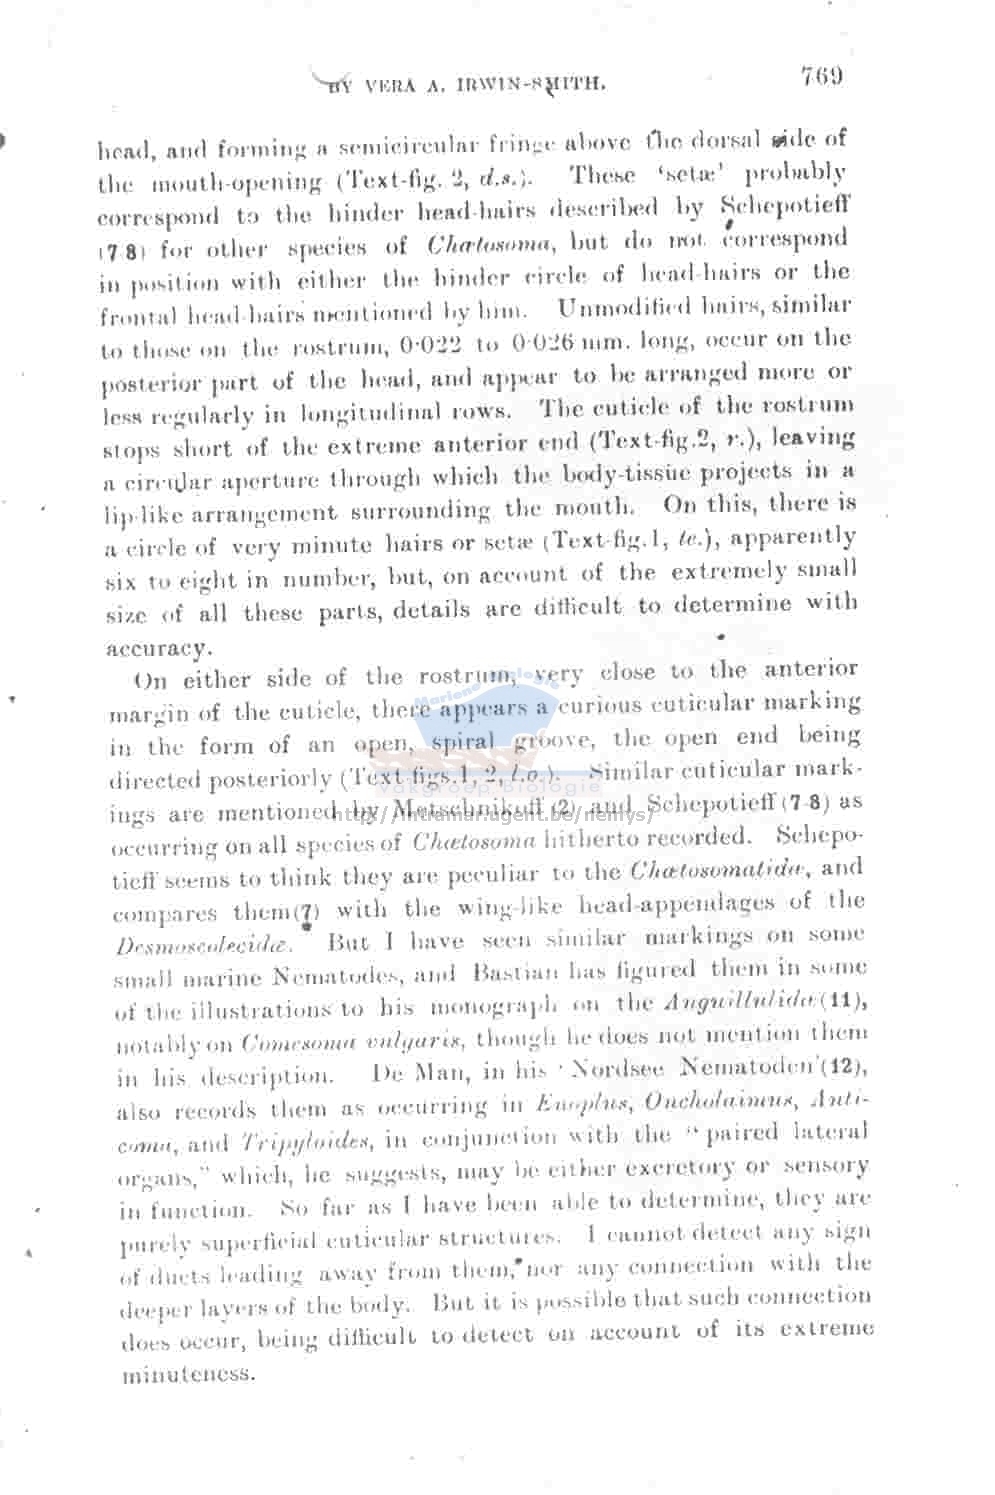 BY VERA A. IRWIN-SMITH. 769
head, and forming a semicircular fringe above the dorsal side of
the mouth-opening (Text-fig. 2, d.s.). These ‘setæ’ probably
correspond to the hinder head-hairs described by Schepotieff
(7 8) for other species of Chætosoma, but do not correspond
in position with either the hinder circle of head-hairs or the
frontal head-hairs mentioned by him. Unmodified hairs, similar
to those on the rostrum, 0·022 to 0·026 mm. long, occur on the
posterior part of the head, and appear to be arranged more or
less regularly in longitudinal rows. The cuticle of the rostrum
stops short of the extreme anterior end (Text-fig.2, r.), leaving
a circular aperture through which the body-tissue projects in a
lip-like arrangement surrounding the mouth. On this, there is
a circle of very minute hairs or setæ (Text-fig.1, te.), apparently
six to eight in number, but, on account of the extremely small
size of all these parts, details are difficult to determine with
accuracy.
On either side of the rostrum, very close to the anterior
margin of the cuticle, there appears a curious cuticular marking
in the form of an open, spiral groove, the open end being
directed posteriorly (Text figs.1, 2, l.o.). Similar cuticular mark-
ings are mentioned by Metschnikoff (2) and Schepotieff (7-8) as
occurring on all species of Chætosoma hitherto recorded. Schepo-
tieff seems to think they are peculiar to the Chætosomatidæ, and
compares them(7) with the wing-like head-appendages of the
Desmoscolecidæ. But I have seen similar markings on some
small marine Nematodes, and Bastian has figured them in some
of the illustrations to his monograph on the Anguillulidæ(11),
notably on Comesoma vulgaris, though he does not mention them
in his description. De Man, in his ‘Nordsee Nematoden’(12),
also records them as occurring in Enoplus, Oncholaimus, Anti-
coma, and Tripyloides, in conjunction with the “paired lateral
organs,” which, he suggests, may be either excretory or sensory
in function. So far as I have been able to determine, they are
purely superficial cuticular structures. I cannot detect any sign
of ducts leading away from them, nor any connection with the
deeper layers of the body. But it is possible that such connection
does occur, being difficult to detect on account of its extreme
minuteness.
Mariene Biologie
vakgroep Biologie
http://intramar.ugent.be/nemys/